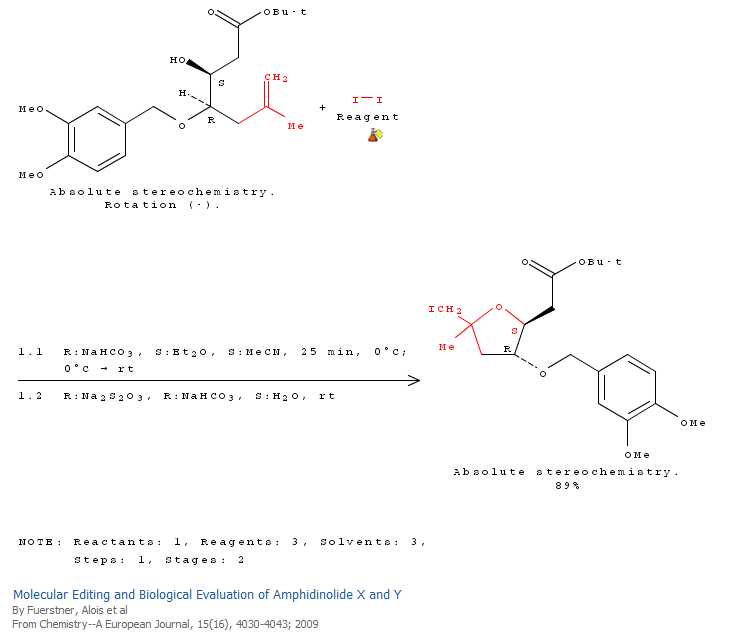 O
OBu-t
HO
S
CH2
H
R
Me
MeO
O
MeO
+
I—I
Reagent
Absolute stereochemistry.
Rotation (-).
O
OBu-t
ICH2
O
S
Me
R
O
OMe
OMe
Absolute stereochemistry.
89%
1.1 R:NaHCO3, S:Et2O, S:MeCN, 25 min, 0°C;
0°C → rt
1.2 R:Na2S2O3, R:NaHCO3, S:H2O, rt
NOTE: Reactants: 1, Reagents: 3, Solvents: 3,
Steps: 1, Stages: 2
Molecular Editing and Biological Evaluation of Amphidinolide X and Y
By Fuerstner, Alois et al
From Chemistry--A European Journal, 15(16), 4030-4043; 2009